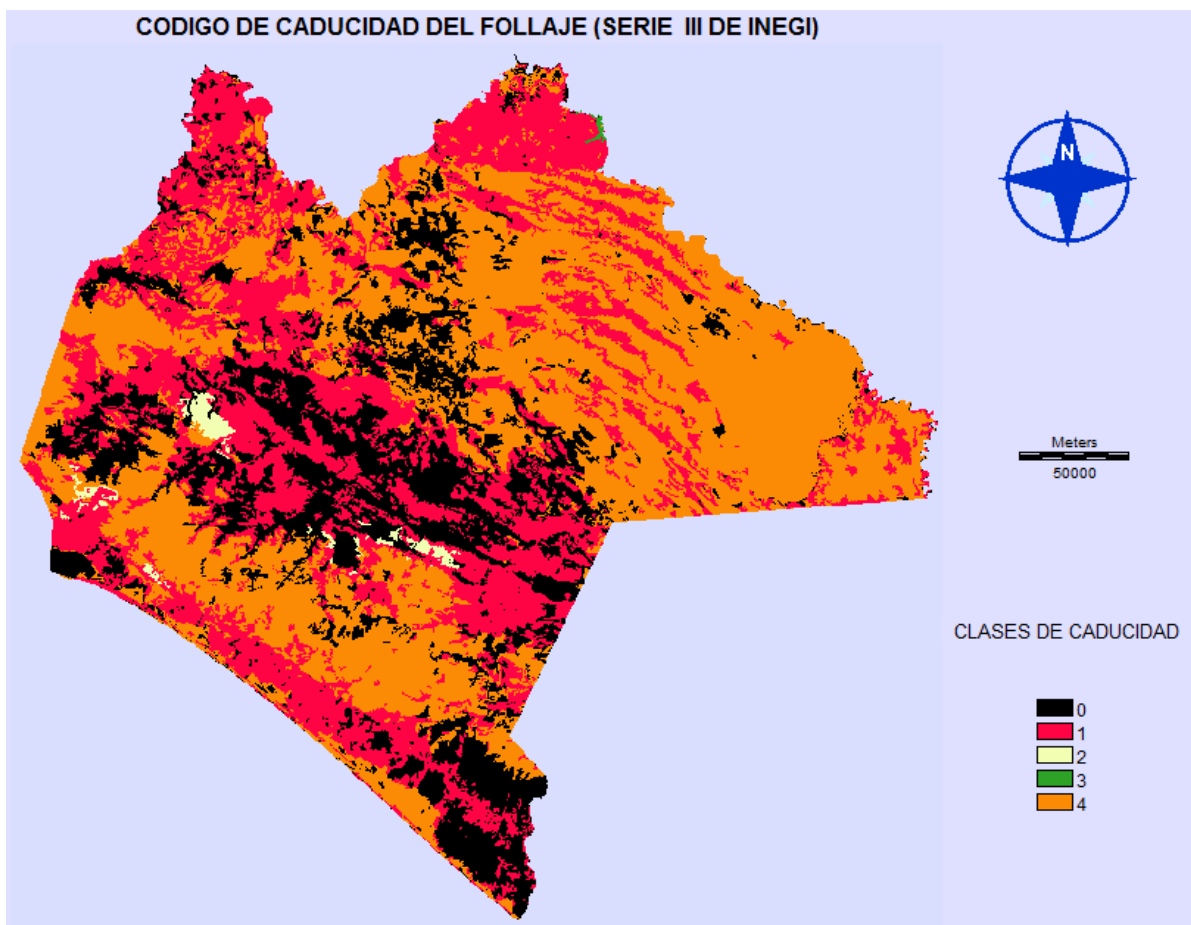 CODIGO DE CADUCIDAD DEL FOLLAJE (SERIE III DE INEGI)
N
Meters
50000
CLASES DE CADUCIDAD
0
1
2
3
4